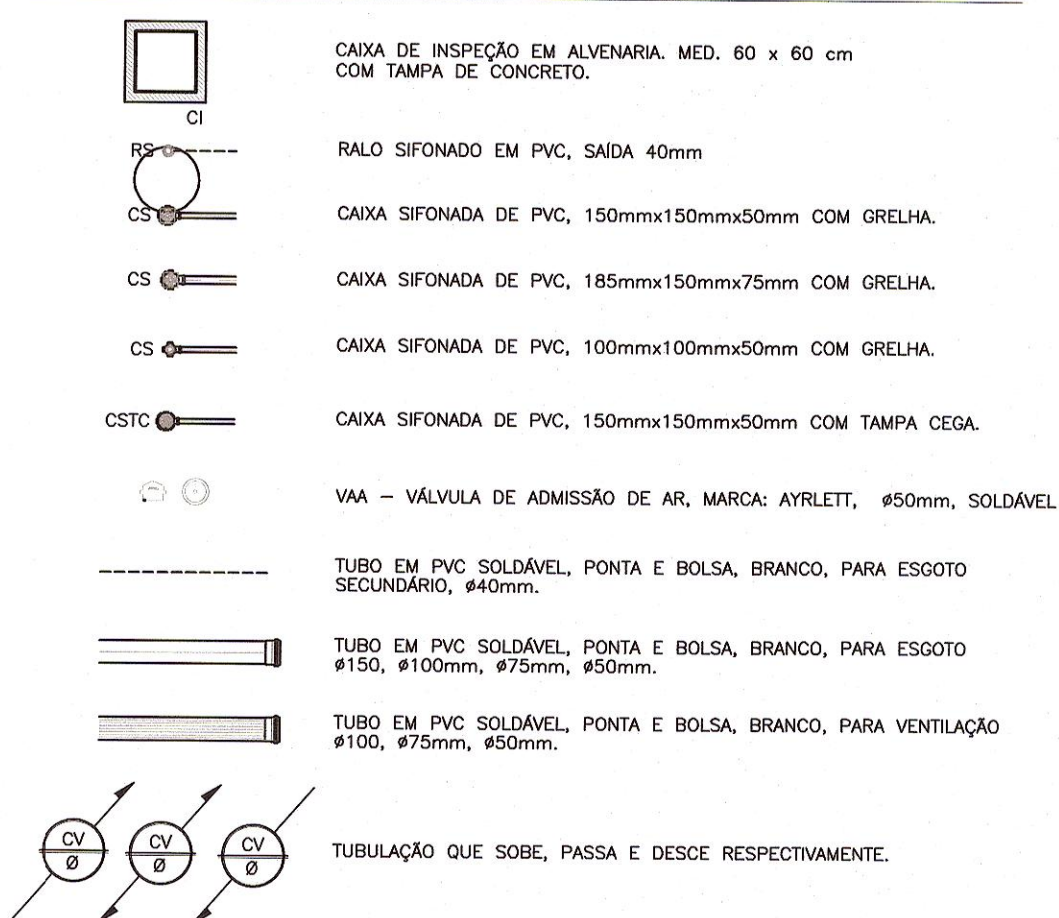 CAIXA DE INSPEÇÃO EM ALVENARIA. MED. 60 x 60 cm
COM TAMPA DE CONCRETO.
CI
RS
RALO SIFONADO EM PVC, SAÍDA 40mm
CS
CAIXA SIFONADA DE PVC, 150mmx150mmx50mm COM GRELHA.
CS
CAIXA SIFONADA DE PVC, 185mmx150mmx75mm COM GRELHA.
CS
CAIXA SIFONADA DE PVC, 100mmx100mmx50mm COM GRELHA.
CSTC
CAIXA SIFONADA DE PVC, 150mmx150mmx50mm COM TAMPA CEGA.
VAA – VÁLVULA DE ADMISSÃO DE AR, MARCA: AYRLETT, ø50mm, SOLDÁVEL
TUBO EM PVC SOLDÁVEL, PONTA E BOLSA, BRANCO, PARA ESGOTO
SECUNDÁRIO, ø40mm.
TUBO EM PVC SOLDÁVEL, PONTA E BOLSA, BRANCO, PARA ESGOTO
ø150, ø100mm, ø75mm, ø50mm.
TUBO EM PVC SOLDÁVEL, PONTA E BOLSA, BRANCO, PARA VENTILAÇÃO
ø100, ø75mm, ø50mm.
CV CV CV
Ø Ø Ø
TUBULAÇÃO QUE SOBE, PASSA E DESCE RESPECTIVAMENTE.